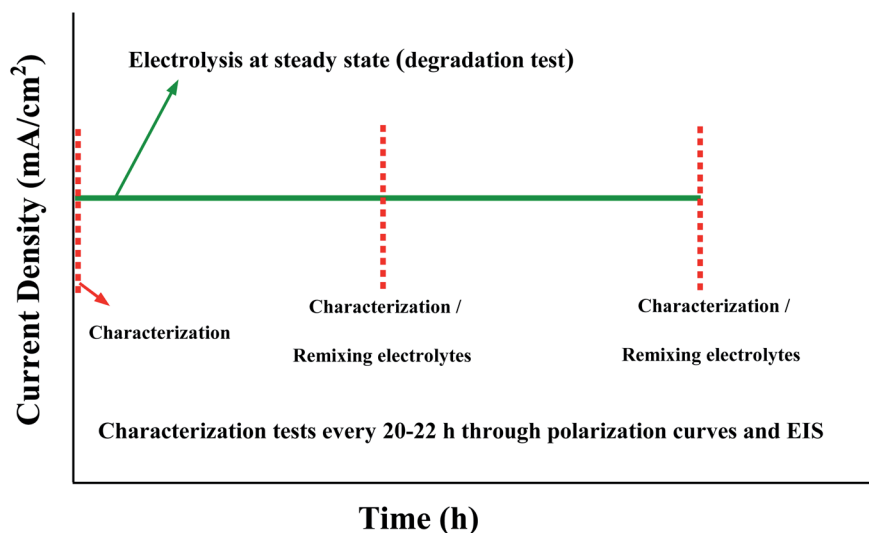 Electrolysis at steady state (degradation test)
Current Density (mA/cm²)
Characterization
Characterization /
Remixing electrolytes
Characterization /
Remixing electrolytes
Characterization tests every 20-22 h through polarization curves and EIS
Time (h)